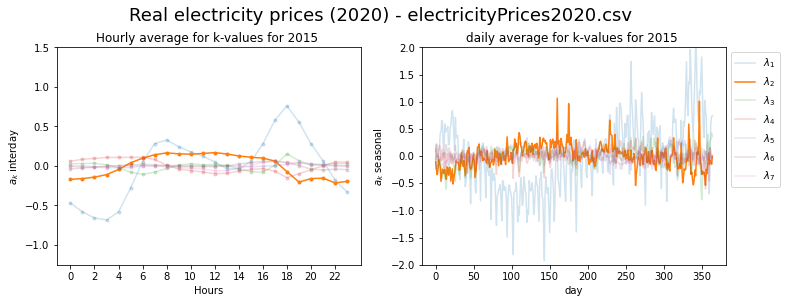 Real electricity prices (2020) - electricityPrices2020.csv
Hourly average for k-values for 2015
1.5
1.0
0.5
0.0
−0.5
−1.0
a_k interday
0 2 4 6 8 10 12 14 16 18 20 22
Hours
daily average for k-values for 2015
2.0
1.5
1.0
0.5
0.0
−0.5
−1.0
−1.5
−2.0
a_k seasonal
0 50 100 150 200 250 300 350
day
λ₁
λ₂
λ₃
λ₄
λ₅
λ₆
λ₇